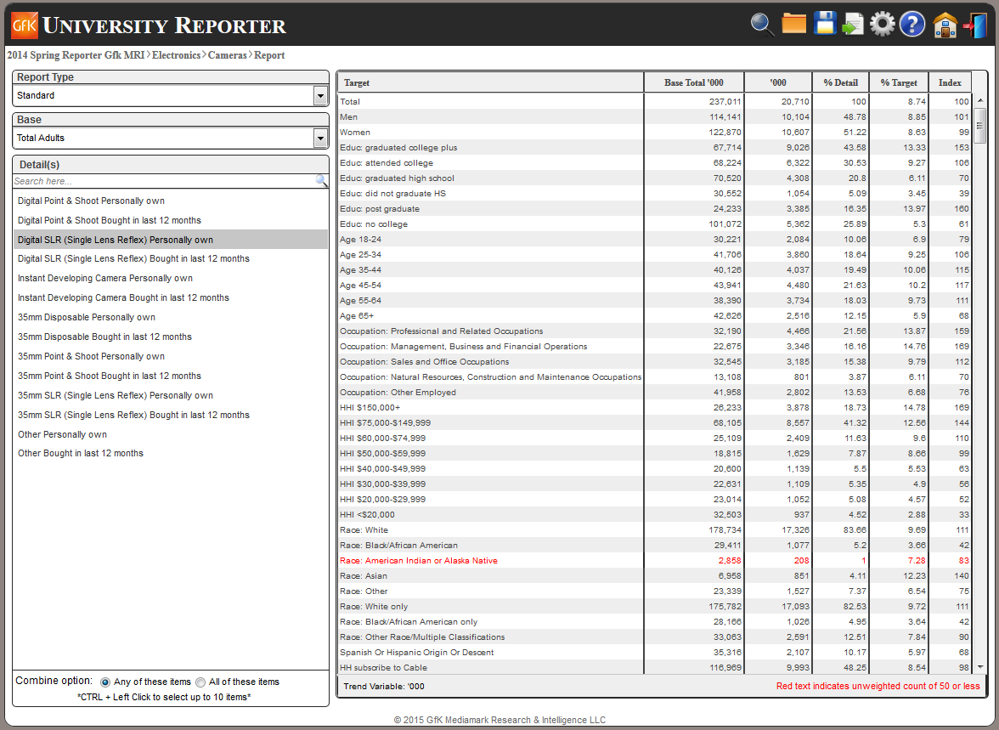 GfK UNIVERSITY REPORTER
2014 Spring Reporter Gfk MRI > Electronics > Cameras > Report
Report Type
Standard
Base
Total Adults
Detail(s)
Search here...
Digital Point & Shoot Personally own
Digital Point & Shoot Bought in last 12 months
Digital SLR (Single Lens Reflex) Personally own
Digital SLR (Single Lens Reflex) Bought in last 12 months
Instant Developing Camera Personally own
Instant Developing Camera Bought in last 12 months
35mm Disposable Personally own
35mm Disposable Bought in last 12 months
35mm Point & Shoot Personally own
35mm Point & Shoot Bought in last 12 months
35mm SLR (Single Lens Reflex) Personally own
35mm SLR (Single Lens Reflex) Bought in last 12 months
Other Personally own
Other Bought in last 12 months
Combine option: Any of these items All of these items
*CTRL + Left Click to select up to 10 items*
Target Base Total '000 '000 % Detail % Target Index
Total 237,011 20,710 100 8.74 100
Men 114,141 10,104 48.78 8.85 101
Women 122,870 10,607 51.22 8.63 99
Educ: graduated college plus 67,714 9,026 43.58 13.33 153
Educ: attended college 68,224 6,322 30.53 9.27 106
Educ: graduated high school 70,520 4,308 20.8 6.11 70
Educ: did not graduate HS 30,552 1,054 5.09 3.45 39
Educ: post graduate 24,233 3,385 16.35 13.97 160
Educ: no college 101,072 5,362 25.89 5.3 61
Age 18-24 30,221 2,084 10.06 6.9 79
Age 25-34 41,706 3,860 18.64 9.25 106
Age 35-44 40,126 4,037 19.49 10.06 115
Age 45-54 43,941 4,480 21.63 10.2 117
Age 55-64 38,390 3,734 18.03 9.73 111
Age 65+ 42,626 2,516 12.15 5.9 68
Occupation: Professional and Related Occupations 32,190 4,466 21.56 13.87 159
Occupation: Management, Business and Financial Operations 22,675 3,346 16.16 14.76 169
Occupation: Sales and Office Occupations 32,545 3,185 15.38 9.79 112
Occupation: Natural Resources, Construction and Maintenance Occupations 13,108 801 3.87 6.11 70
Occupation: Other Employed 41,958 2,802 13.53 6.68 76
HHI $150,000+ 26,233 3,878 18.73 14.78 169
HHI $75,000-$149,999 68,105 8,557 41.32 12.56 144
HHI $60,000-$74,999 25,109 2,409 11.63 9.6 110
HHI $50,000-$59,999 18,815 1,629 7.87 8.66 99
HHI $40,000-$49,999 20,600 1,139 5.5 5.53 63
HHI $30,000-$39,999 22,631 1,109 5.35 4.9 56
HHI $20,000-$29,999 23,014 1,052 5.08 4.57 52
HHI <$20,000 32,503 937 4.52 2.88 33
Race: White 178,734 17,326 83.66 9.69 111
Race: Black/African American 29,411 1,077 5.2 3.66 42
Race: American Indian or Alaska Native 2,858 208 1 7.28 83
Race: Asian 6,958 851 4.11 12.23 140
Race: Other 23,339 1,527 7.37 6.54 75
Race: White only 175,782 17,093 82.53 9.72 111
Race: Black/African American only 28,166 1,026 4.95 3.64 42
Race: Other Race/Multiple Classifications 33,063 2,591 12.51 7.84 90
Spanish Or Hispanic Origin Or Descent 35,316 2,107 10.17 5.97 68
HH subscribe to Cable 116,969 9,993 48.25 8.54 98
Trend Variable: '000 Red text indicates unweighted count of 50 or less
© 2015 GfK Mediamark Research & Intelligence LLC